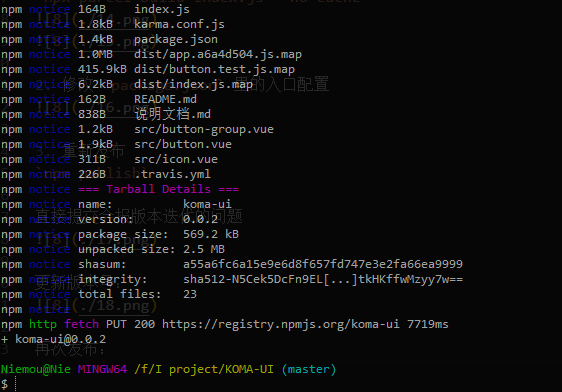 npm notice 164B index.js
npm notice 1.8kB karma.conf.js
npm notice 1.4kB package.json
npm notice 1.0MB dist/app.a6a4d504.js.map
npm notice 415.9kB dist/button.test.js.map
npm notice 6.2kB dist/index.js.map
npm notice 162B README.md
npm notice 838B 说明文档.md
npm notice 1.2kB src/button-group.vue
npm notice 1.9kB src/button.vue
npm notice 311B src/icon.vue
npm notice 226B .travis.yml
npm notice === Tarball Details ===
npm notice name: koma-ui
npm notice version: 0.0.2
npm notice package size: 569.2 kB
npm notice unpacked size: 2.5 MB
npm notice shasum: a55a6fc6a15e9e6d8f657fd747e3e2fa66ea9999
npm notice integrity: sha512-N5Cek5DcFn9EL[...]tkHKffwMzyy7w==
npm notice total files: 23
npm notice
npm http fetch PUT 200 https://registry.npmjs.org/koma-ui 7719ms
+ koma-ui@0.0.2
再次发布：
Niemou@Nie MINGW64 /f/I project/KOMA-UI (master)
$